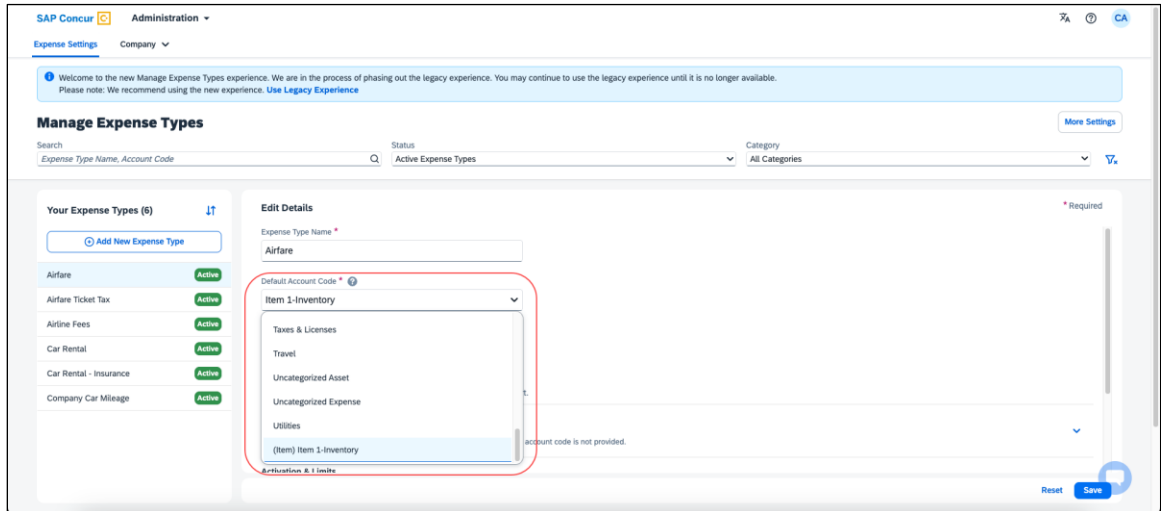 SAP Concur C Administration
CA
Expense Settings Company
Welcome to the new Manage Expense Types experience. We are in the process of phasing out the legacy experience. You may continue to use the legacy experience until it is no longer available.
Please note: We recommend using the new experience. Use Legacy Experience
Manage Expense Types
More Settings
Search Status Category
Expense Type Name, Account Code Active Expense Types All Categories
Your Expense Types (6)
Add New Expense Type
Airfare Active
Airfare Ticket Tax Active
Airline Fees Active
Car Rental Active
Car Rental - Insurance Active
Company Car Mileage Active
Edit Details * Required
Expense Type Name *
Airfare
Default Account Code * ?
Item 1-Inventory
Taxes & Licenses
Travel
Uncategorized Asset
t.
Uncategorized Expense
Utilities
account code is not provided.
(Item) Item 1-Inventory
Activation & Limits
Reset Save